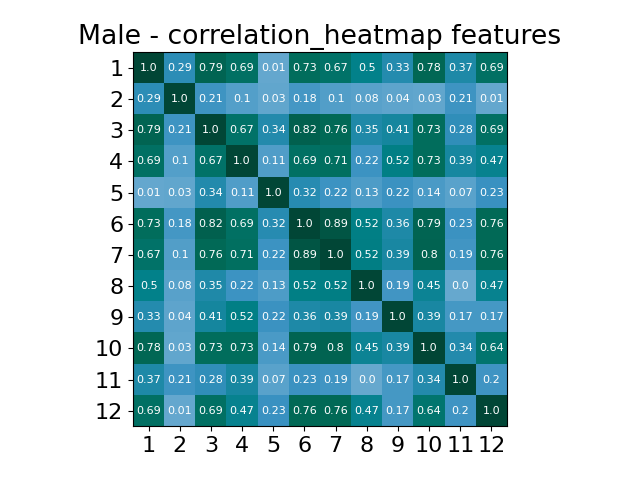 Male - correlation_heatmap features
1 1.0 0.29 0.79 0.69 0.01 0.73 0.67 0.5 0.33 0.78 0.37 0.69
2 0.29 1.0 0.21 0.1 0.03 0.18 0.1 0.08 0.04 0.03 0.21 0.01
3 0.79 0.21 1.0 0.67 0.34 0.82 0.76 0.35 0.41 0.73 0.28 0.69
4 0.69 0.1 0.67 1.0 0.11 0.69 0.71 0.22 0.52 0.73 0.39 0.47
5 0.01 0.03 0.34 0.11 1.0 0.32 0.22 0.13 0.22 0.14 0.07 0.23
6 0.73 0.18 0.82 0.69 0.32 1.0 0.89 0.52 0.36 0.79 0.23 0.76
7 0.67 0.1 0.76 0.71 0.22 0.89 1.0 0.52 0.39 0.8 0.19 0.76
8 0.5 0.08 0.35 0.22 0.13 0.52 0.52 1.0 0.19 0.45 0.0 0.47
9 0.33 0.04 0.41 0.52 0.22 0.36 0.39 0.19 1.0 0.39 0.17 0.17
10 0.78 0.03 0.73 0.73 0.14 0.79 0.8 0.45 0.39 1.0 0.34 0.64
11 0.37 0.21 0.28 0.39 0.07 0.23 0.19 0.0 0.17 0.34 1.0 0.2
12 0.69 0.01 0.69 0.47 0.23 0.76 0.76 0.47 0.17 0.64 0.2 1.0
1 2 3 4 5 6 7 8 9 10 11 12